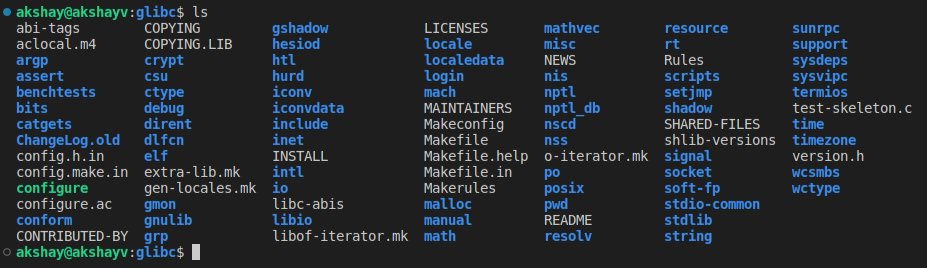 akshay@akshayv:glibc$ ls
abi-tags COPYING gshadow LICENSES mathvec resource sunrpc
aclocal.m4 COPYING.LIB hesiod locale misc rt support
argp crypt htl localedata NEWS Rules sysdeps
assert csu hurd login nis scripts sysvipc
benchtests ctype iconv mach nptl setjmp termios
bits debug iconvdata MAINTAINERS nptl_db shadow test-skeleton.c
catgets dirent include Makeconfig nscd SHARED-FILES time
ChangeLog.old dlfcn inet Makefile nss shlib-versions timezone
config.h.in elf INSTALL Makefile.help o-iterator.mk signal version.h
config.make.in extra-lib.mk intl Makefile.in po socket wcsmbs
configure gen-locales.mk io Makerules posix soft-fp wctype
configure.ac gmon libc-abis malloc pwd stdio-common
conform gnulib libio manual README stdlib
CONTRIBUTED-BY grp libof-iterator.mk math resolv string
akshay@akshayv:glibc$